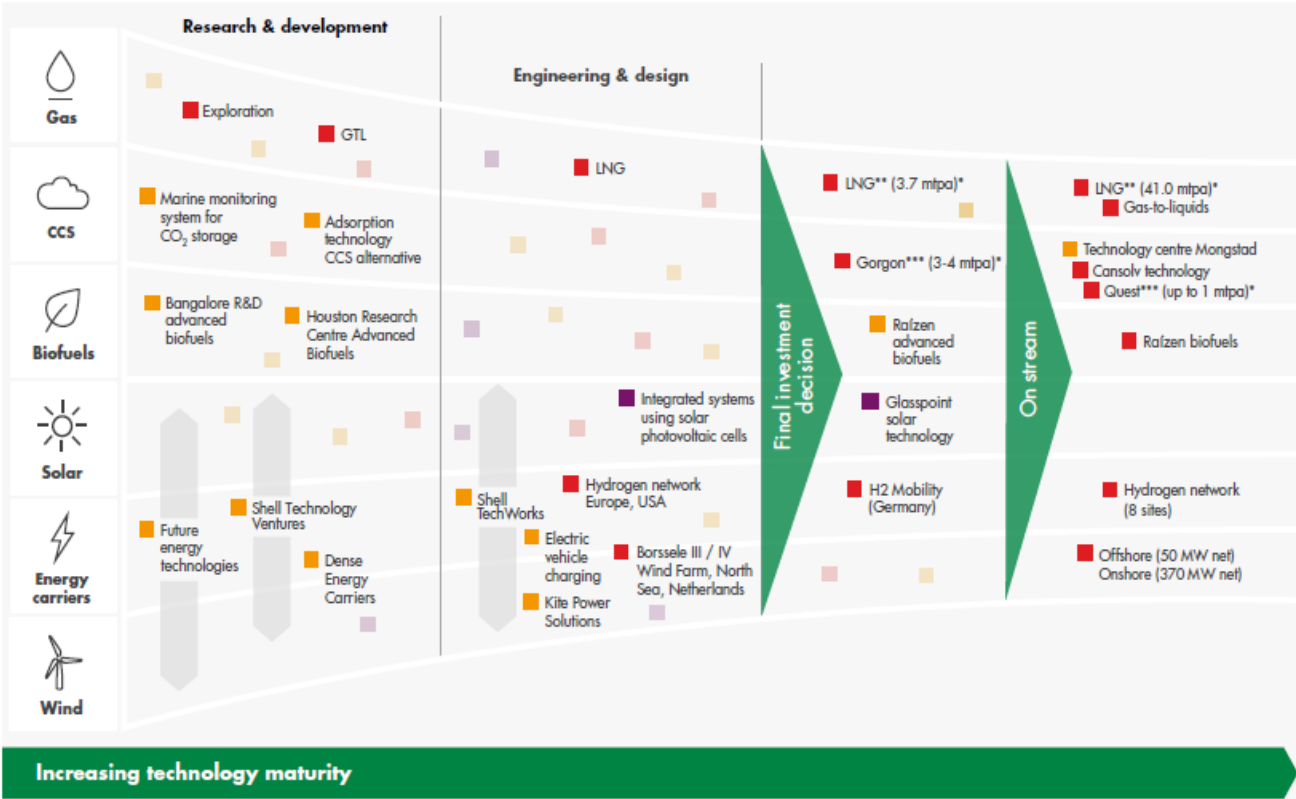 Research & development
Engineering & design
Gas
Exploration
GTL
LNG
LNG** (3.7 mtpa)*
LNG** (41.0 mtpa)*
Gas-to-liquids
CCS
Marine monitoring
system for
CO₂ storage
Adsorption
technology
CCS alternative
Gorgon*** (3-4 mtpa)*
Technology centre Mongstad
Cansolv technology
Quest*** (up to 1 mtpa)*
Biofuels
Bangalore R&D
advanced
biofuels
Houston Research
Centre Advanced
Biofuels
Final investment
decision
Raízen
advanced
biofuels
On stream
Raízen biofuels
Solar
Integrated systems
using solar
photovoltaic cells
Glasspoint
solar
technology
Energy
carriers
Future
energy
technologies
Shell Technology
Ventures
Dense
Energy
Carriers
Shell
TechWorks
Hydrogen network
Europe, USA
Electric
vehicle
charging
H2 Mobility
(Germany)
Hydrogen network
(8 sites)
Wind
Kite Power
Solutions
Borssele III / IV
Wind Farm, North
Sea, Netherlands
Offshore (50 MW net)
Onshore (370 MW net)
Increasing technology maturity